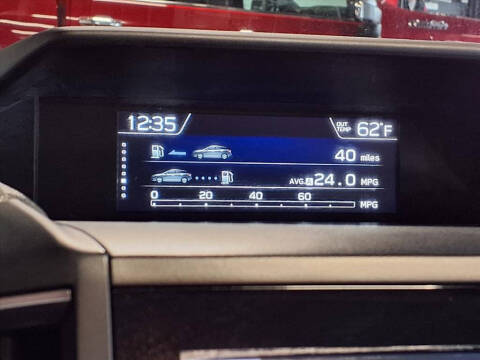 12:35
OUT TEMP 62°F
40 miles
AVG. A 24.0 MPG
0 20 40 60 MPG